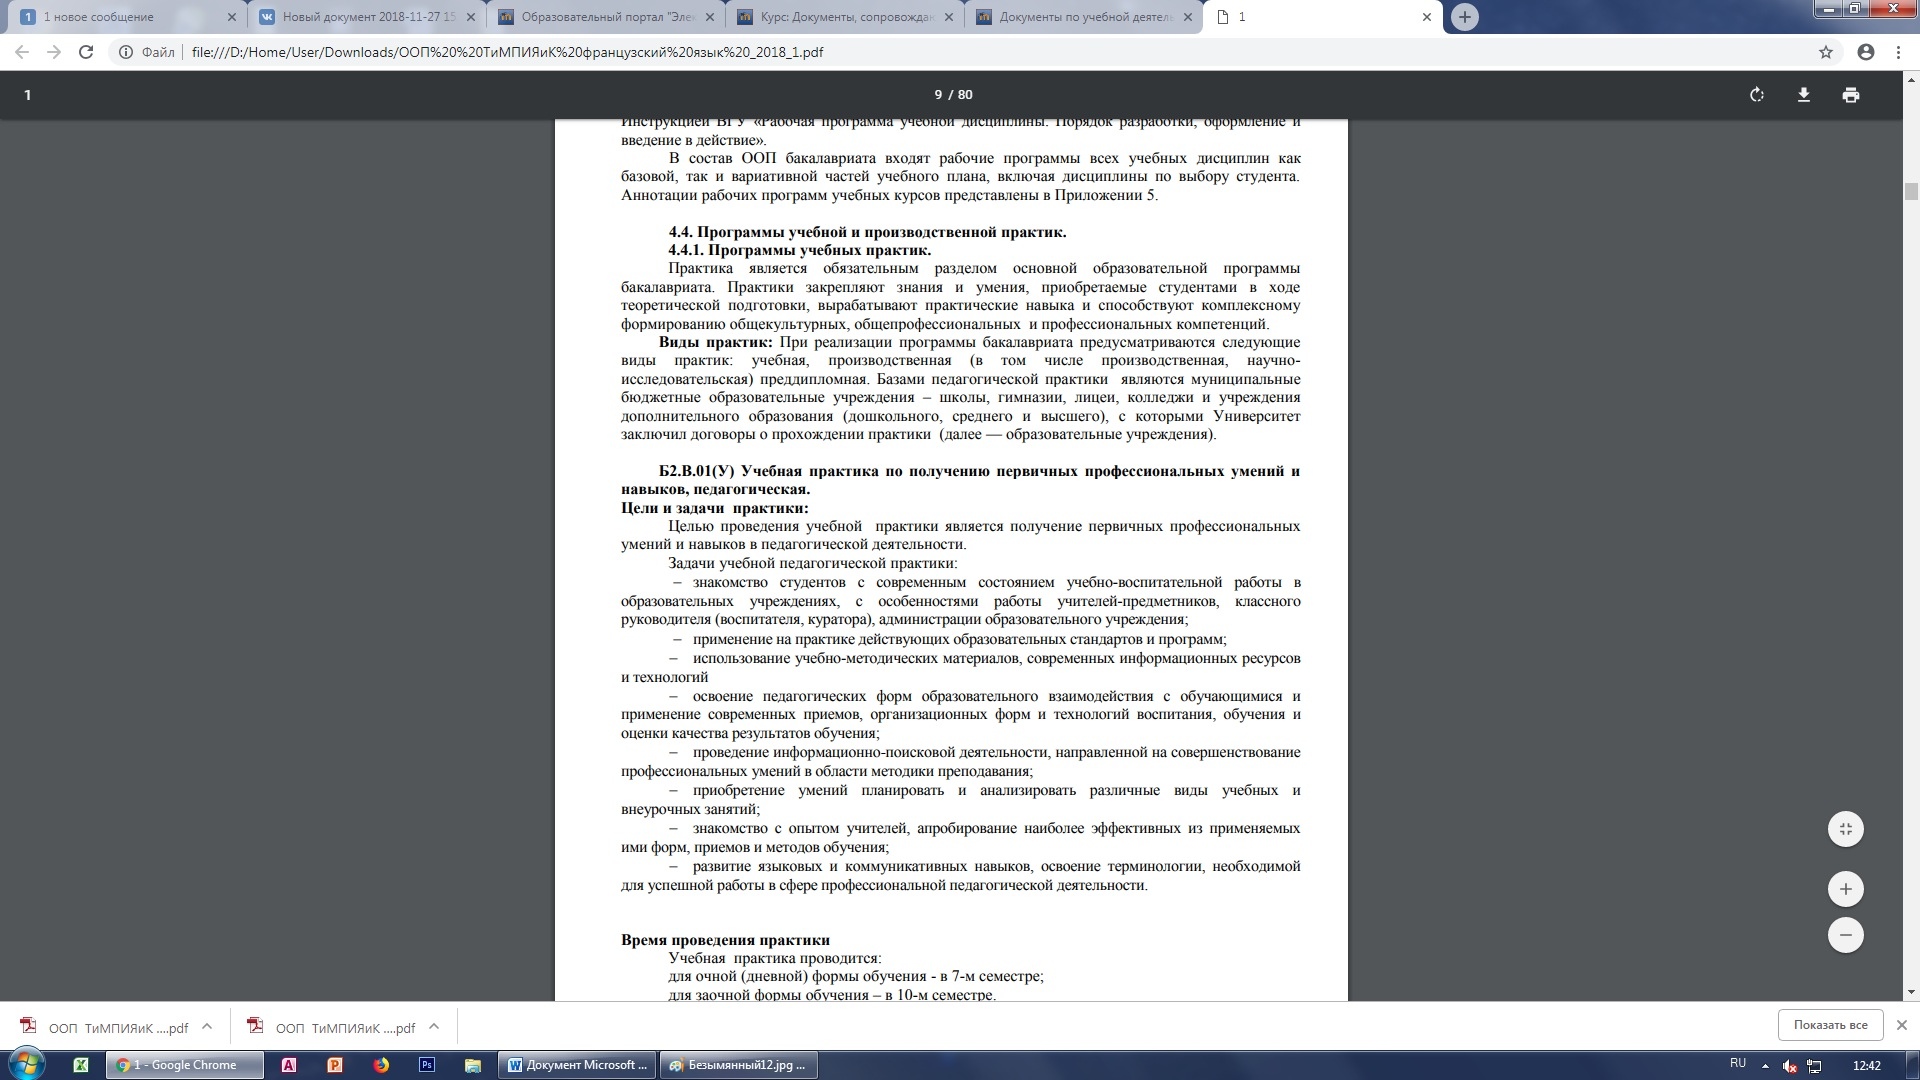 1 новое сообщение
Новый документ 2018-11-27 15
Образовательный портал "Элек
Курс: Документы, сопровожда
Документы по учебной деятель
1
Файл
file:///D:/Home/User/Downloads/ООП%20%20ТиМПИЯиК%20французский%20язык%20_2018_1.pdf
1
9 / 80
Инструкцией ВГУ «Рабочая программа учебной дисциплины. Порядок разработки, оформление и
введение в действие».
В состав ООП бакалавриата входят рабочие программы всех учебных дисциплин как
базовой, так и вариативной частей учебного плана, включая дисциплины по выбору студента.
Аннотации рабочих программ учебных курсов представлены в Приложении 5.
4.4. Программы учебной и производственной практик.
4.4.1. Программы учебных практик.
Практика является обязательным разделом основной образовательной программы
бакалавриата. Практики закрепляют знания и умения, приобретаемые студентами в ходе
теоретической подготовки, вырабатывают практические навыка и способствуют комплексному
формированию общекультурных, общепрофессиональных и профессиональных компетенций.
Виды практик: При реализации программы бакалавриата предусматриваются следующие
виды практик: учебная, производственная (в том числе производственная, научно-
исследовательская) преддипломная. Базами педагогической практики являются муниципальные
бюджетные образовательные учреждения – школы, гимназии, лицеи, колледжи и учреждения
дополнительного образования (дошкольного, среднего и высшего), с которыми Университет
заключил договоры о прохождении практики (далее — образовательные учреждения).
Б2.В.01(У) Учебная практика по получению первичных профессиональных умений и
навыков, педагогическая.
Цели и задачи практики:
Целью проведения учебной практики является получение первичных профессиональных
умений и навыков в педагогической деятельности.
Задачи учебной педагогической практики:
– знакомство студентов с современным состоянием учебно-воспитательной работы в
образовательных учреждениях, с особенностями работы учителей-предметников, классного
руководителя (воспитателя, куратора), администрации образовательного учреждения;
– применение на практике действующих образовательных стандартов и программ;
– использование учебно-методических материалов, современных информационных ресурсов
и технологий
– освоение педагогических форм образовательного взаимодействия с обучающимися и
применение современных приемов, организационных форм и технологий воспитания, обучения и
оценки качества результатов обучения;
– проведение информационно-поисковой деятельности, направленной на совершенствование
профессиональных умений в области методики преподавания;
– приобретение умений планировать и анализировать различные виды учебных и
внеурочных занятий;
– знакомство с опытом учителей, апробирование наиболее эффективных из применяемых
ими форм, приемов и методов обучения;
– развитие языковых и коммуникативных навыков, освоение терминологии, необходимой
для успешной работы в сфере профессиональной педагогической деятельности.
Время проведения практики
Учебная практика проводится:
для очной (дневной) формы обучения - в 7-м семестре;
для заочной формы обучения – в 10-м семестре.
ООП ТиМПИЯиК ....pdf
ООП ТиМПИЯиК ....pdf
Показать все
1 - Google Chrome
Документ Microsoft ...
Безымянный12.jpg ...
RU
12:42